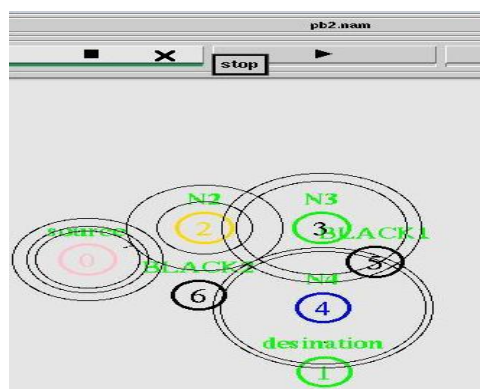 pb2.nam
stop
N2
N3
source
2
3
BLACK1
0
BLACK2
5
6
N4
4
desination
1